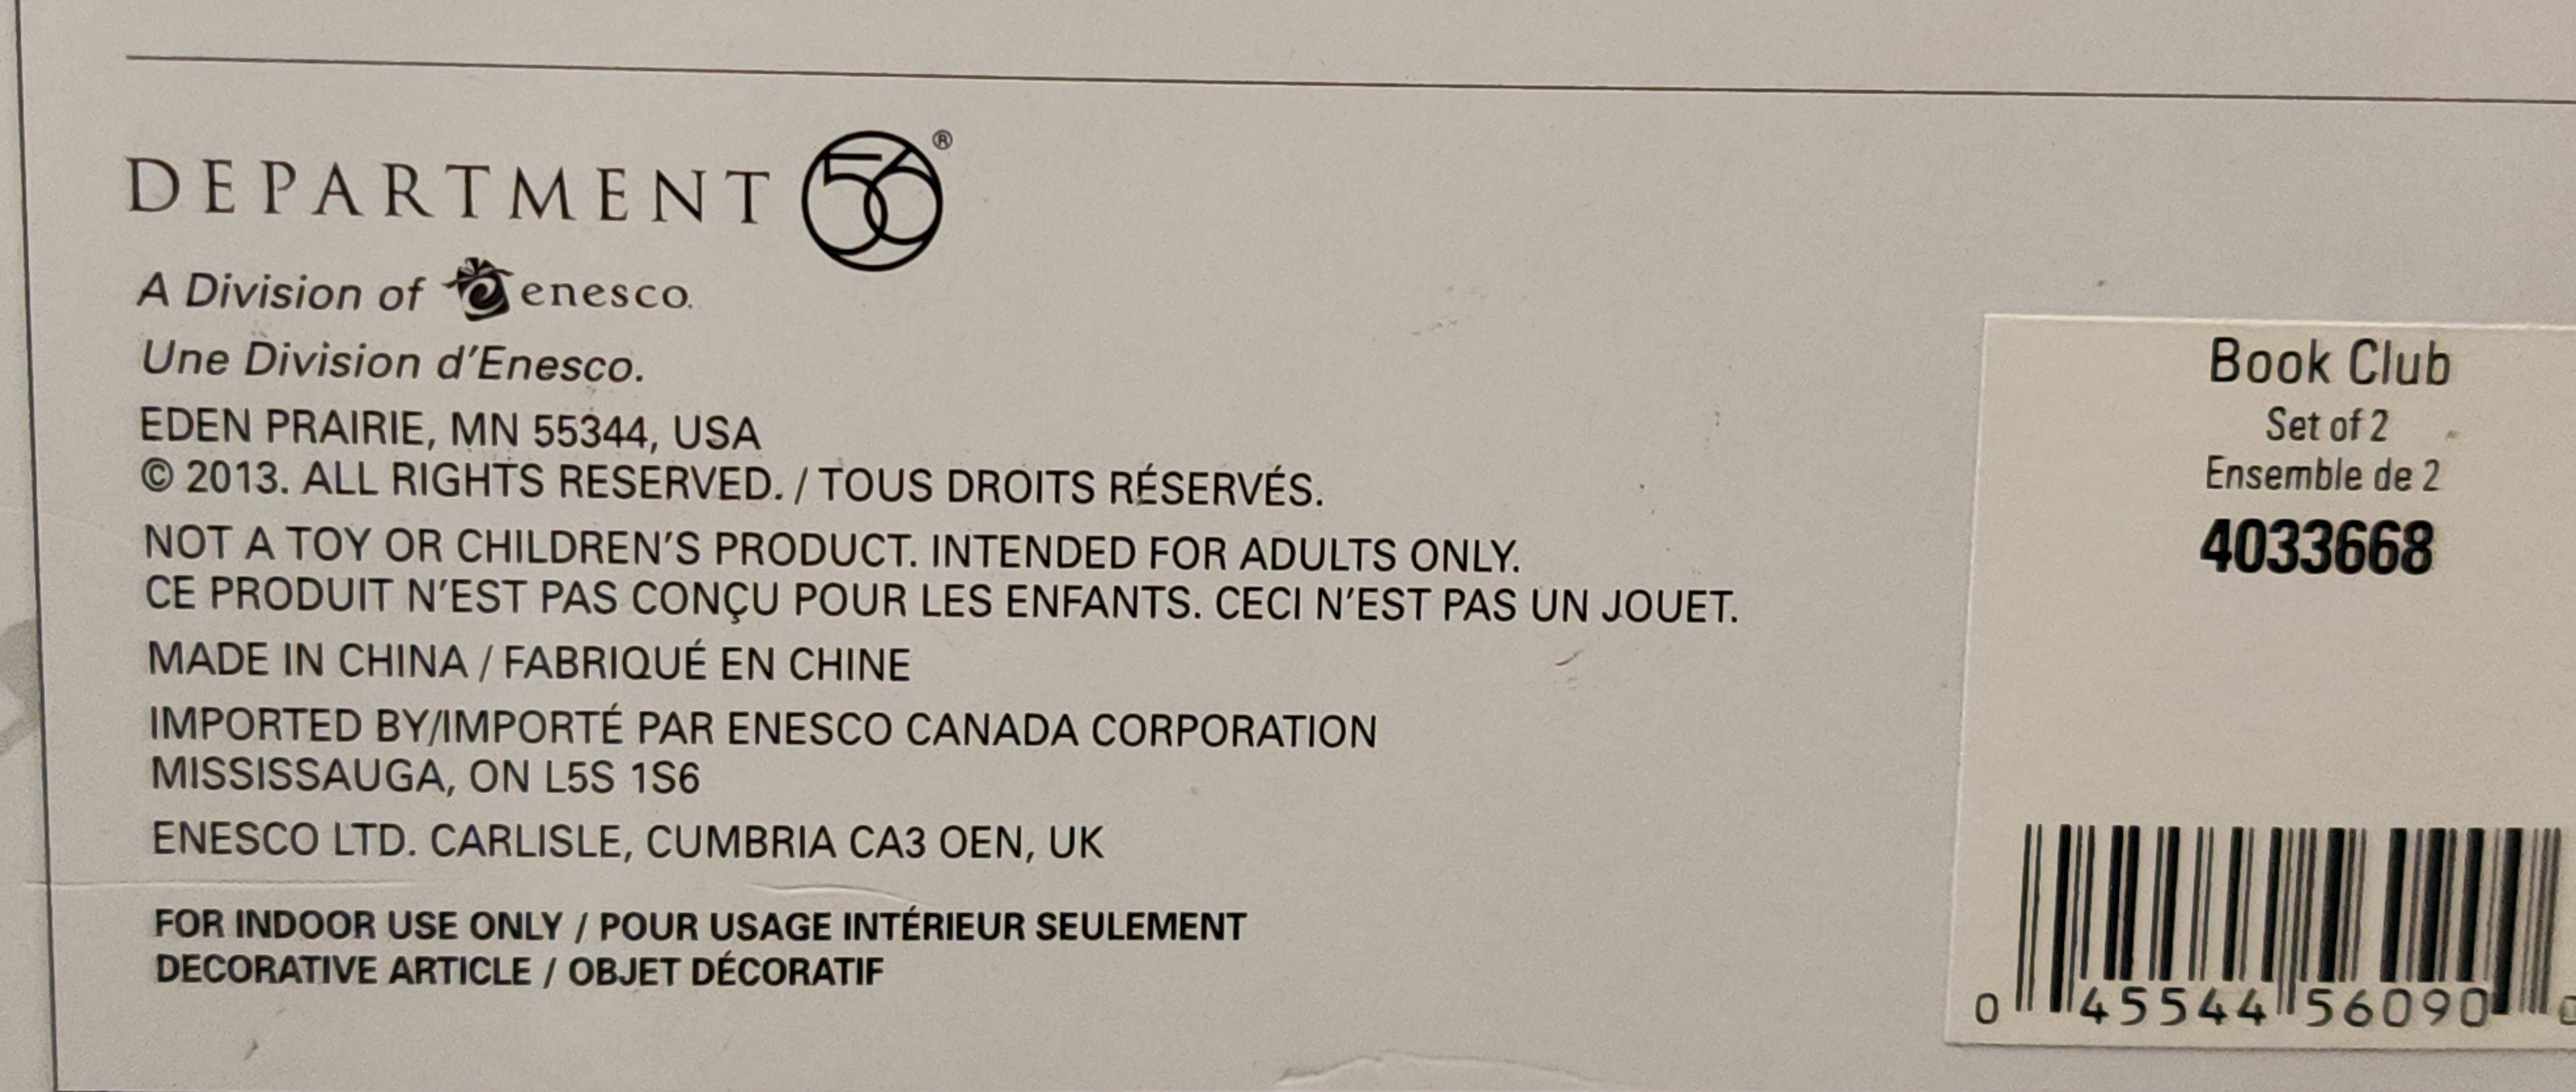 DEPARTMENT 56®
A Division of enesco.
Une Division d'Enesco.
EDEN PRAIRIE, MN 55344, USA
© 2013. ALL RIGHTS RESERVED. / TOUS DROITS RÉSERVÉS.
NOT A TOY OR CHILDREN'S PRODUCT. INTENDED FOR ADULTS ONLY.
CE PRODUIT N'EST PAS CONÇU POUR LES ENFANTS. CECI N'EST PAS UN JOUET.
MADE IN CHINA / FABRIQUÉ EN CHINE
IMPORTED BY/IMPORTÉ PAR ENESCO CANADA CORPORATION
MISSISSAUGA, ON L5S 1S6
ENESCO LTD. CARLISLE, CUMBRIA CA3 OEN, UK
FOR INDOOR USE ONLY / POUR USAGE INTÉRIEUR SEULEMENT
DECORATIVE ARTICLE / OBJET DÉCORATIF
Book Club
Set of 2
Ensemble de 2
4033668
0 45544 56090